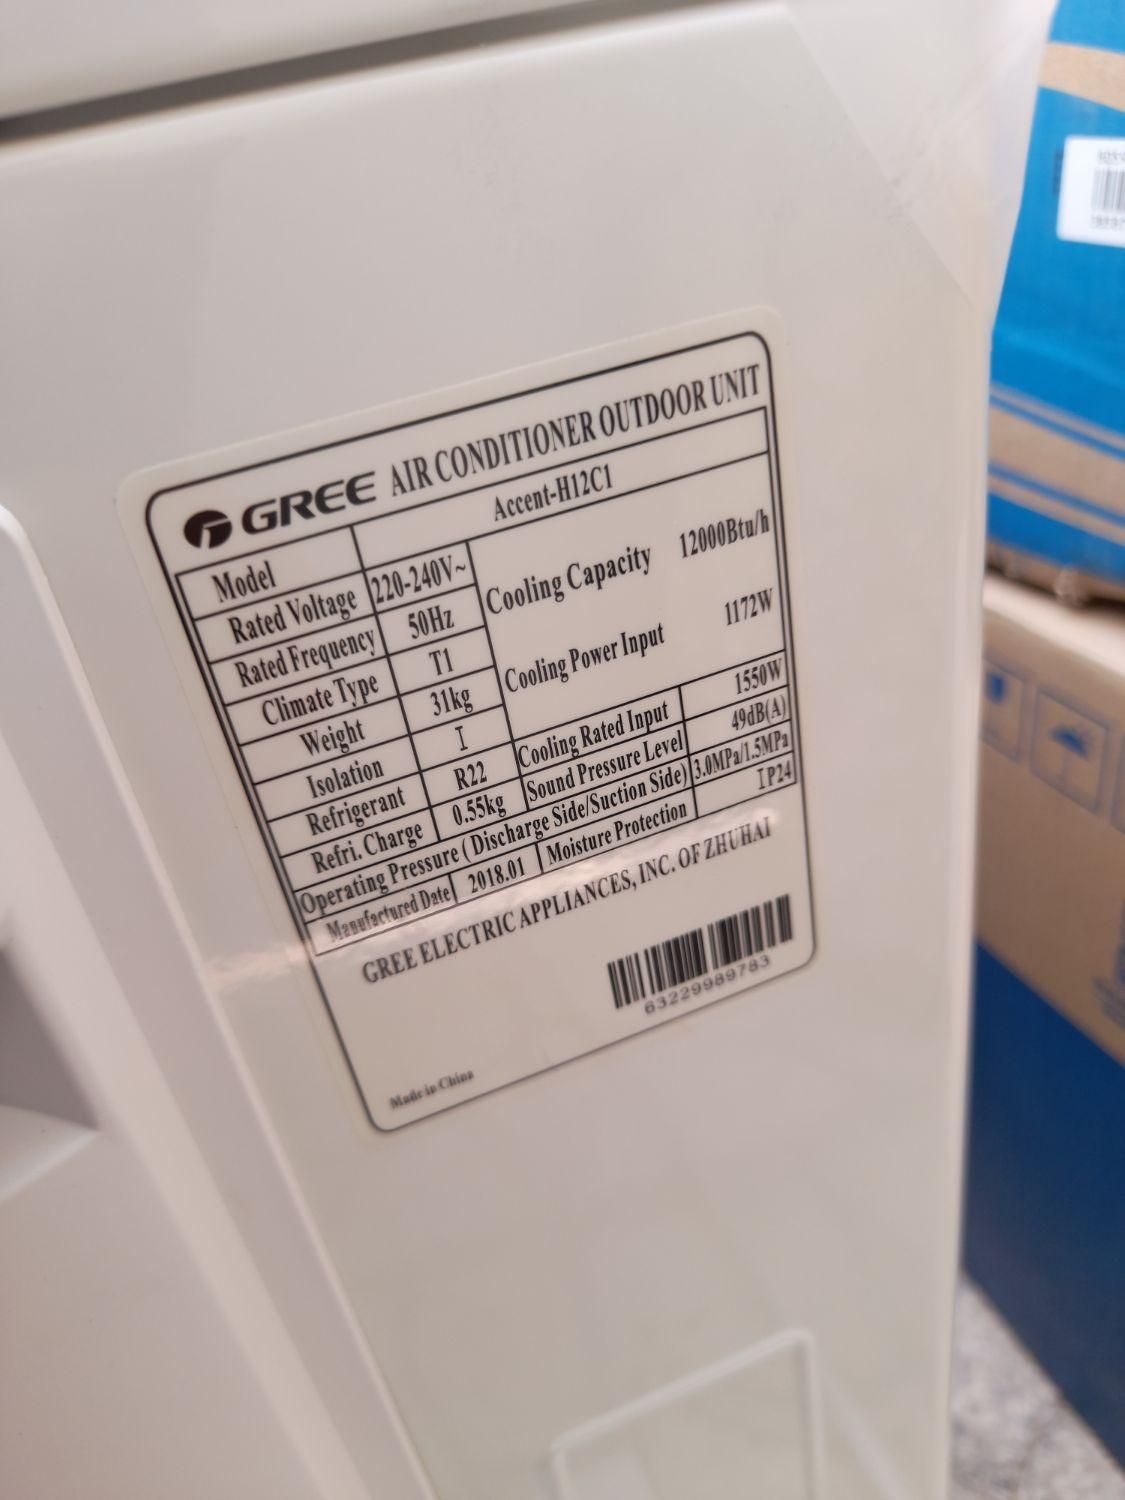 GREE AIR CONDITIONER OUTDOOR UNIT
Model Accent-H12C1
Rated Voltage 220-240V~ Cooling Capacity 12000Btu/h
Rated Frequency 50Hz
Climate Type T1 Cooling Power Input 1172W
Weight 31kg
Isolation I Cooling Rated Input 1550W
Refrigerant R22 Sound Pressure Level 49dB(A)
Refri. Charge 0.55kg
Operating Pressure ( Discharge Side/Suction Side) 3.0MPa/1.5MPa
Manufactured Date 2018.01 Moisture Protection IP24
GREE ELECTRIC APPLIANCES, INC. OF ZHUHAI
63229989783
Made in China